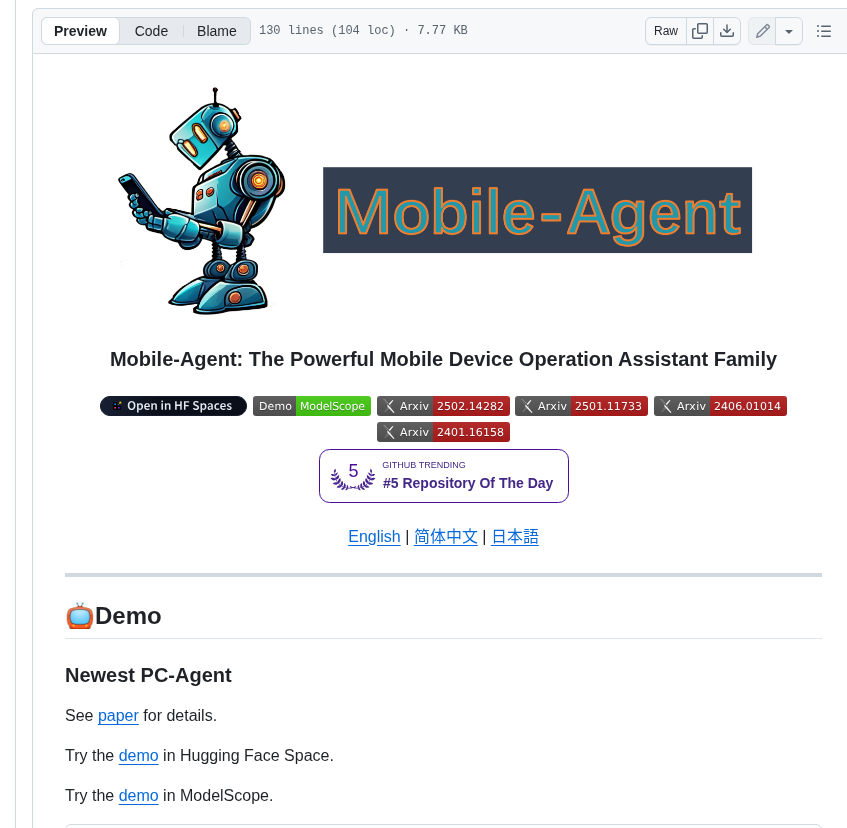 Preview Code Blame 130 lines (104 loc) · 7.77 KB Raw
Mobile-Agent
Mobile-Agent: The Powerful Mobile Device Operation Assistant Family
Open in HF Spaces Demo ModelScope Arxiv 2502.14282 Arxiv 2501.11733 Arxiv 2406.01014
Arxiv 2401.16158
5 GITHUB TRENDING
#5 Repository Of The Day
English | 简体中文 | 日本語
Demo
Newest PC-Agent
See paper for details.
Try the demo in Hugging Face Space.
Try the demo in ModelScope.